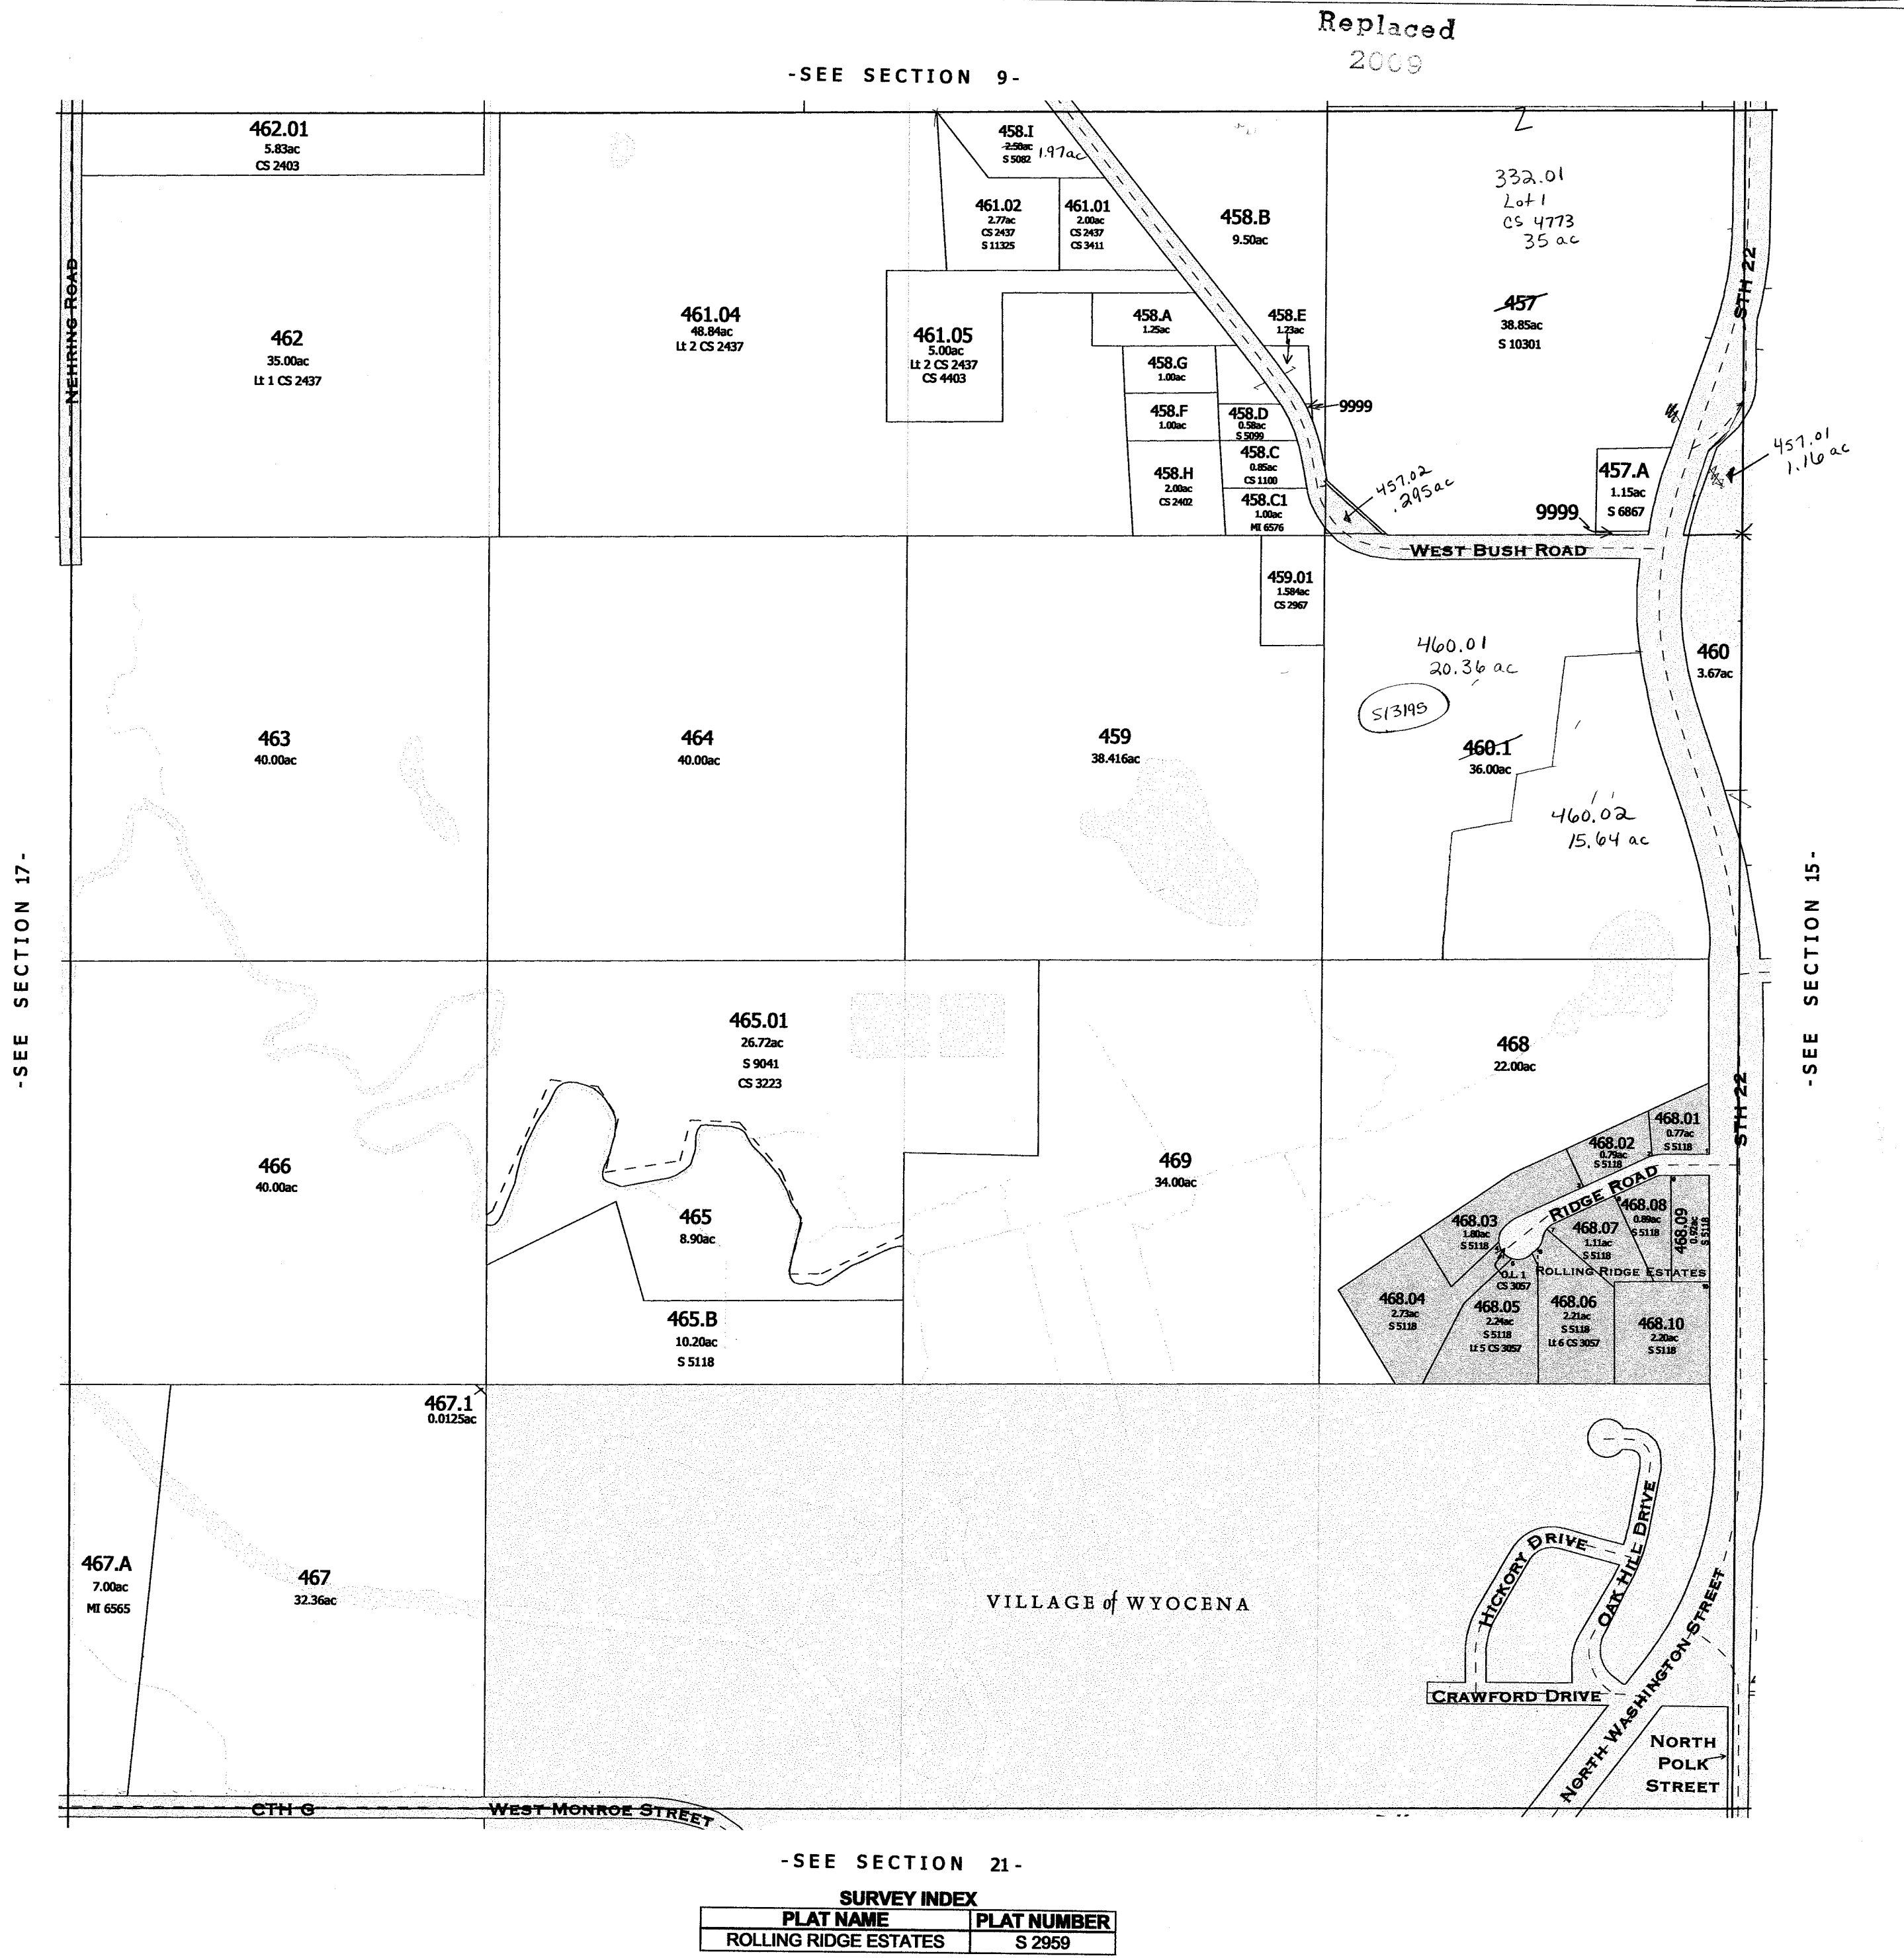 Replaced
2009
-SEE SECTION 9-
462.01
5.83ac
CS 2403
458.I
2.58ac
S 5082
1.97ac
461.02
2.77ac
CS 2437
S 11325
461.01
2.00ac
CS 2437
CS 3411
458.B
9.50ac
332.01
Lot 1
CS 4773
35 ac
NEHRING ROAD
STH 22
462
35.00ac
Lt 1 CS 2437
461.04
48.84ac
Lt 2 CS 2437
461.05
5.00ac
Lt 2 CS 2437
CS 4403
458.A
1.25ac
458.E
1.23ac
457
38.85ac
S 10301
458.G
1.00ac
458.F
1.00ac
458.D
0.58ac
S 5099
9999
458.H
2.00ac
CS 2402
458.C
0.85ac
CS 1100
458.C1
1.00ac
MI 6576
457.02
.295ac
457.A
1.15ac
S 6867
457.01
1.16 ac
9999
WEST BUSH ROAD
459.01
1.584ac
CS 2967
460.01
20.36 ac
S13195
460
3.67ac
463
40.00ac
464
40.00ac
459
38.416ac
460.1
36.00ac
460.02
15.64 ac
-SEE SECTION 17-
-SEE SECTION 15-
465.01
26.72ac
S 9041
CS 3223
468
22.00ac
STH 22
466
40.00ac
465
8.90ac
469
34.00ac
468.01
0.77ac
S 5118
468.02
0.79ac
S 5118
RIDGE ROAD
468.03
1.80ac
S 5118
468.07
1.11ac
S 5118
468.08
0.89ac
S 5118
468.09
0.92ac
S 5118
O.L. 1
CS 3057
ROLLING RIDGE ESTATES
468.04
2.73ac
S 5118
468.05
2.24ac
S 5118
Lt 5 CS 3057
468.06
2.21ac
S 5118
Lt 6 CS 3057
468.10
2.20ac
S 5118
465.B
10.20ac
S 5118
467.1
0.0125ac
467.A
7.00ac
MI 6565
467
32.36ac
VILLAGE of WYOCENA
HICKORY DRIVE
OAK HILL DRIVE
CRAWFORD DRIVE
NORTH WASHINGTON STREET
NORTH
POLK
STREET
CTH G
WEST MONROE STREET
-SEE SECTION 21-
SURVEY INDEX
PLAT NAME PLAT NUMBER
ROLLING RIDGE ESTATES S 2959